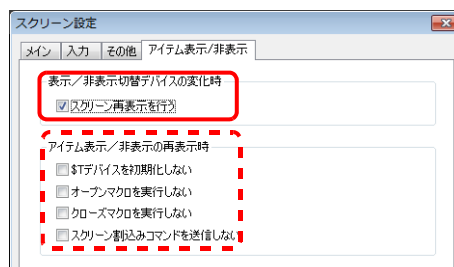 スクリーン設定
メイン 入力 その他 アイテム表示/非表示
表示/非表示切替デバイスの変化時
スクリーン再表示を行う
アイテム表示/非表示の再表示時
$Tデバイスを初期化しない
オープンマクロを実行しない
クローズマクロを実行しない
スクリーン割込みコマンドを送信しない